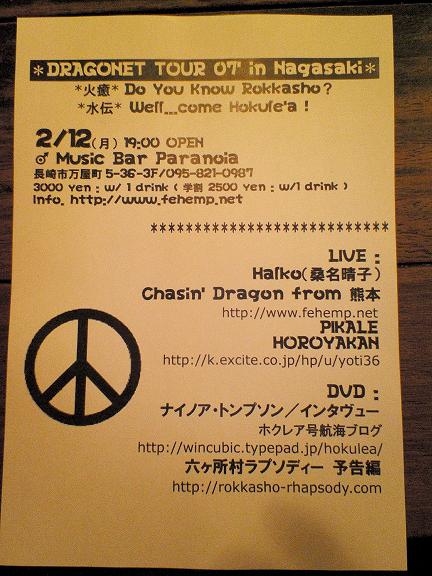 *DRAGONET TOUR 07' in Nagasaki*
*火癒* Do You Know Rokkasho?
*水伝* Well...come Hokule'a !
2/12(月) 19:00 OPEN
♂ Music Bar Paranoia
長崎市万屋町 5-36-3F/095-821-0987
3000 yen : w/ 1 drink ( 学割 2500 yen : w/1 drink )
Info. http://www.fehemp.net
****************************
LIVE :
Halko(桑名晴子)
Chasin' Dragon from 熊本
http://www.fehemp.net
PIKALE
HOROYAKAN
http://k.excite.co.jp/hp/u/yoti36
DVD :
ナイノア・トンプソン／インタヴュー
ホクレア号航海ブログ
http://wincubic.typepad.jp/hokulea/
六ヶ所村ラプソディー 予告編
http://rokkasho-rhapsody.com